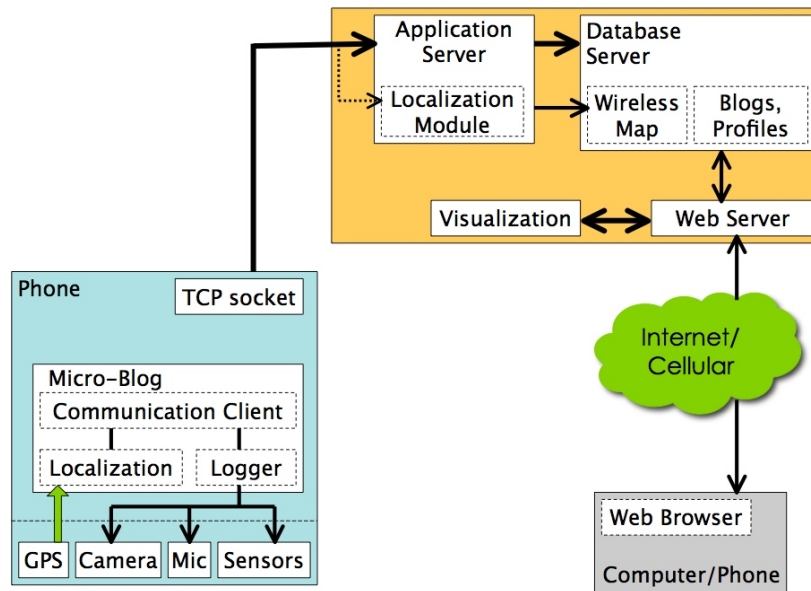 Application
Server
Localization
Module
Database
Server
Wireless
Map
Blogs,
Profiles
Visualization
Web Server
Phone
TCP socket
Micro-Blog
Communication Client
Localization
Logger
GPS
Camera
Mic
Sensors
Internet/
Cellular
Web Browser
Computer/Phone